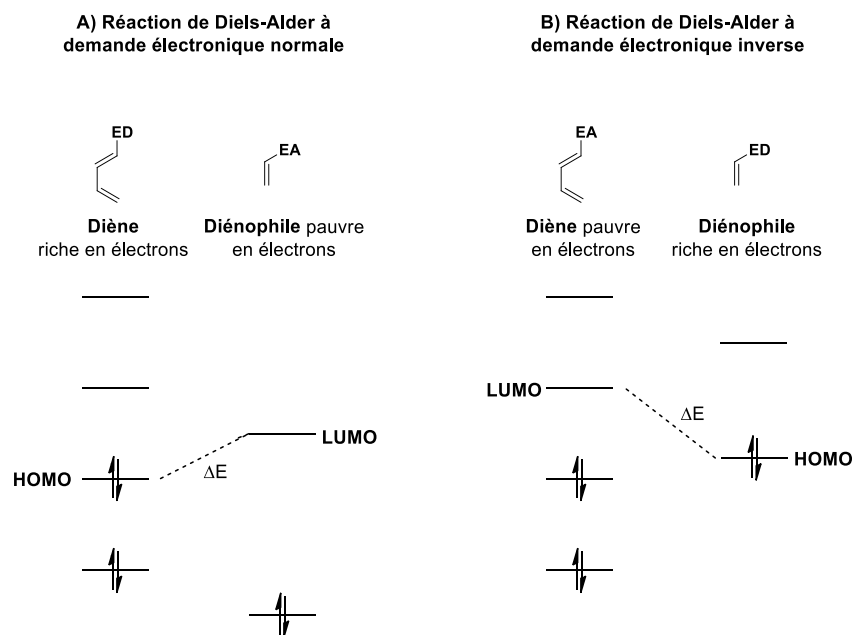 A) Réaction de Diels-Alder à
demande électronique normale
ED
EA
Diène
riche en électrons
Diénophile pauvre
en électrons
LUMO
HOMO
ΔE
B) Réaction de Diels-Alder à
demande électronique inverse
EA
ED
Diène pauvre
en électrons
Diénophile
riche en électrons
LUMO
ΔE
HOMO